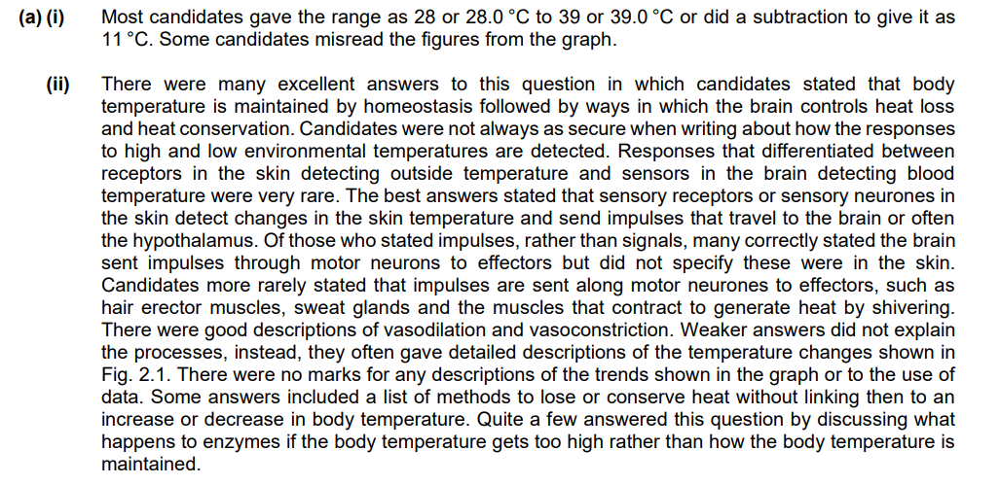 (a) (i) Most candidates gave the range as 28 or 28.0 °C to 39 or 39.0 °C or did a subtraction to give it as
11 °C. Some candidates misread the figures from the graph.
(ii) There were many excellent answers to this question in which candidates stated that body
temperature is maintained by homeostasis followed by ways in which the brain controls heat loss
and heat conservation. Candidates were not always as secure when writing about how the responses
to high and low environmental temperatures are detected. Responses that differentiated between
receptors in the skin detecting outside temperature and sensors in the brain detecting blood
temperature were very rare. The best answers stated that sensory receptors or sensory neurones in
the skin detect changes in the skin temperature and send impulses that travel to the brain or often
the hypothalamus. Of those who stated impulses, rather than signals, many correctly stated the brain
sent impulses through motor neurons to effectors but did not specify these were in the skin.
Candidates more rarely stated that impulses are sent along motor neurones to effectors, such as
hair erector muscles, sweat glands and the muscles that contract to generate heat by shivering.
There were good descriptions of vasodilation and vasoconstriction. Weaker answers did not explain
the processes, instead, they often gave detailed descriptions of the temperature changes shown in
Fig. 2.1. There were no marks for any descriptions of the trends shown in the graph or to the use of
data. Some answers included a list of methods to lose or conserve heat without linking then to an
increase or decrease in body temperature. Quite a few answered this question by discussing what
happens to enzymes if the body temperature gets too high rather than how the body temperature is
maintained.